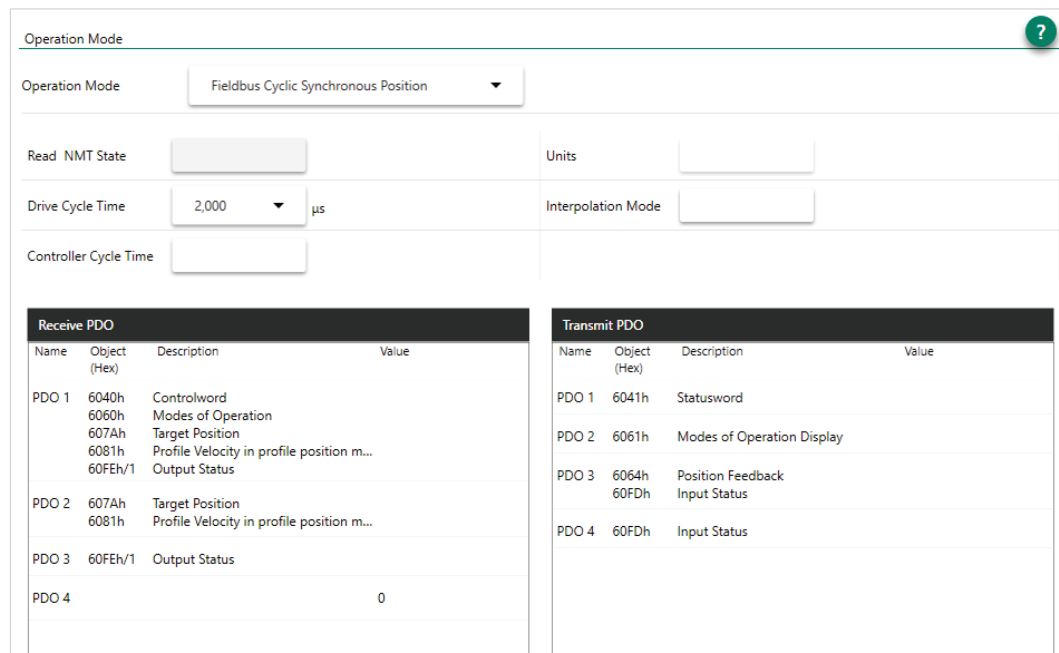 Operation Mode
?
Operation Mode Fieldbus Cyclic Synchronous Position
Read NMT State Units
Drive Cycle Time 2,000 µs Interpolation Mode
Controller Cycle Time
Receive PDO
Name Object Description Value
(Hex)
PDO 1 6040h Controlword
6060h Modes of Operation
607Ah Target Position
6081h Profile Velocity in profile position m...
60FEh/1 Output Status
PDO 2 607Ah Target Position
6081h Profile Velocity in profile position m...
PDO 3 60FEh/1 Output Status
PDO 4 0
Transmit PDO
Name Object Description Value
(Hex)
PDO 1 6041h Statusword
PDO 2 6061h Modes of Operation Display
PDO 3 6064h Position Feedback
60FDh Input Status
PDO 4 60FDh Input Status